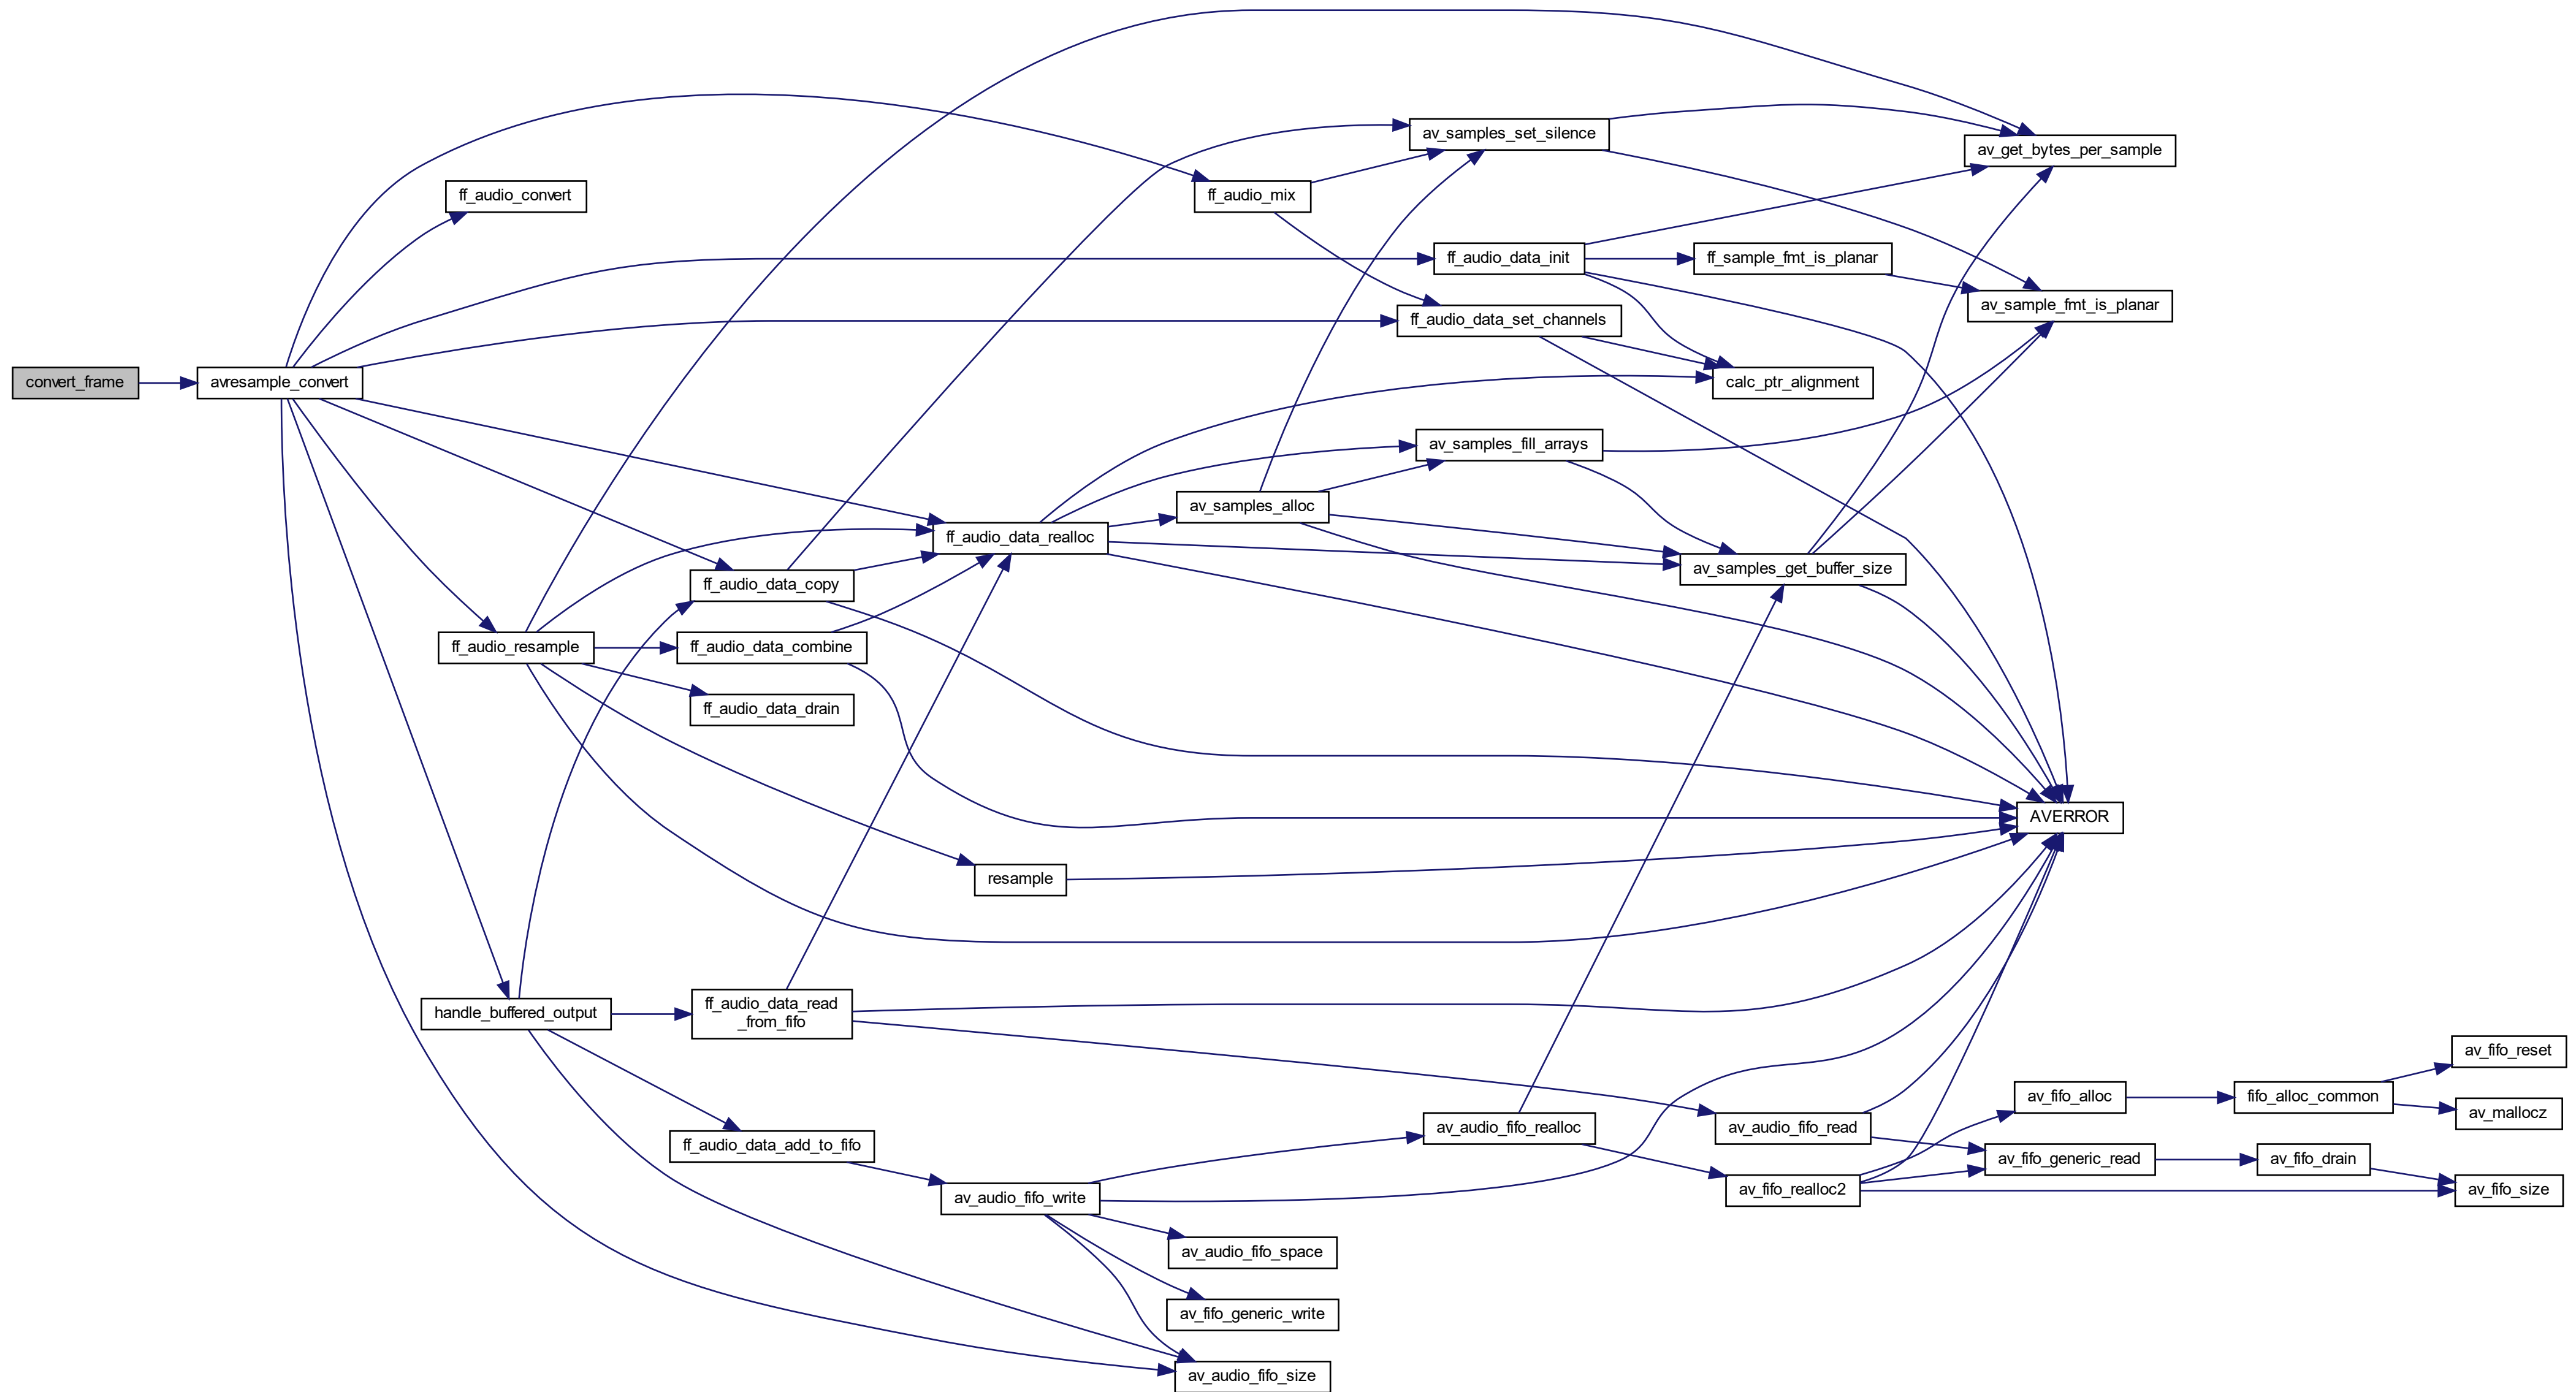 convert_frame
avresample_convert
ff_audio_convert
ff_audio_resample
handle_buffered_output
ff_audio_data_copy
ff_audio_data_combine
ff_audio_data_drain
ff_audio_data_read
_from_fifo
ff_audio_data_add_to_fifo
ff_audio_data_realloc
resample
av_audio_fifo_write
ff_audio_mix
av_samples_alloc
av_audio_fifo_space
av_fifo_generic_write
av_audio_fifo_size
av_samples_set_silence
ff_audio_data_init
ff_audio_data_set_channels
av_samples_fill_arrays
av_audio_fifo_realloc
ff_sample_fmt_is_planar
calc_ptr_alignment
av_samples_get_buffer_size
av_audio_fifo_read
av_fifo_realloc2
av_get_bytes_per_sample
av_sample_fmt_is_planar
AVERROR
av_fifo_alloc
av_fifo_generic_read
fifo_alloc_common
av_fifo_drain
av_fifo_reset
av_mallocz
av_fifo_size